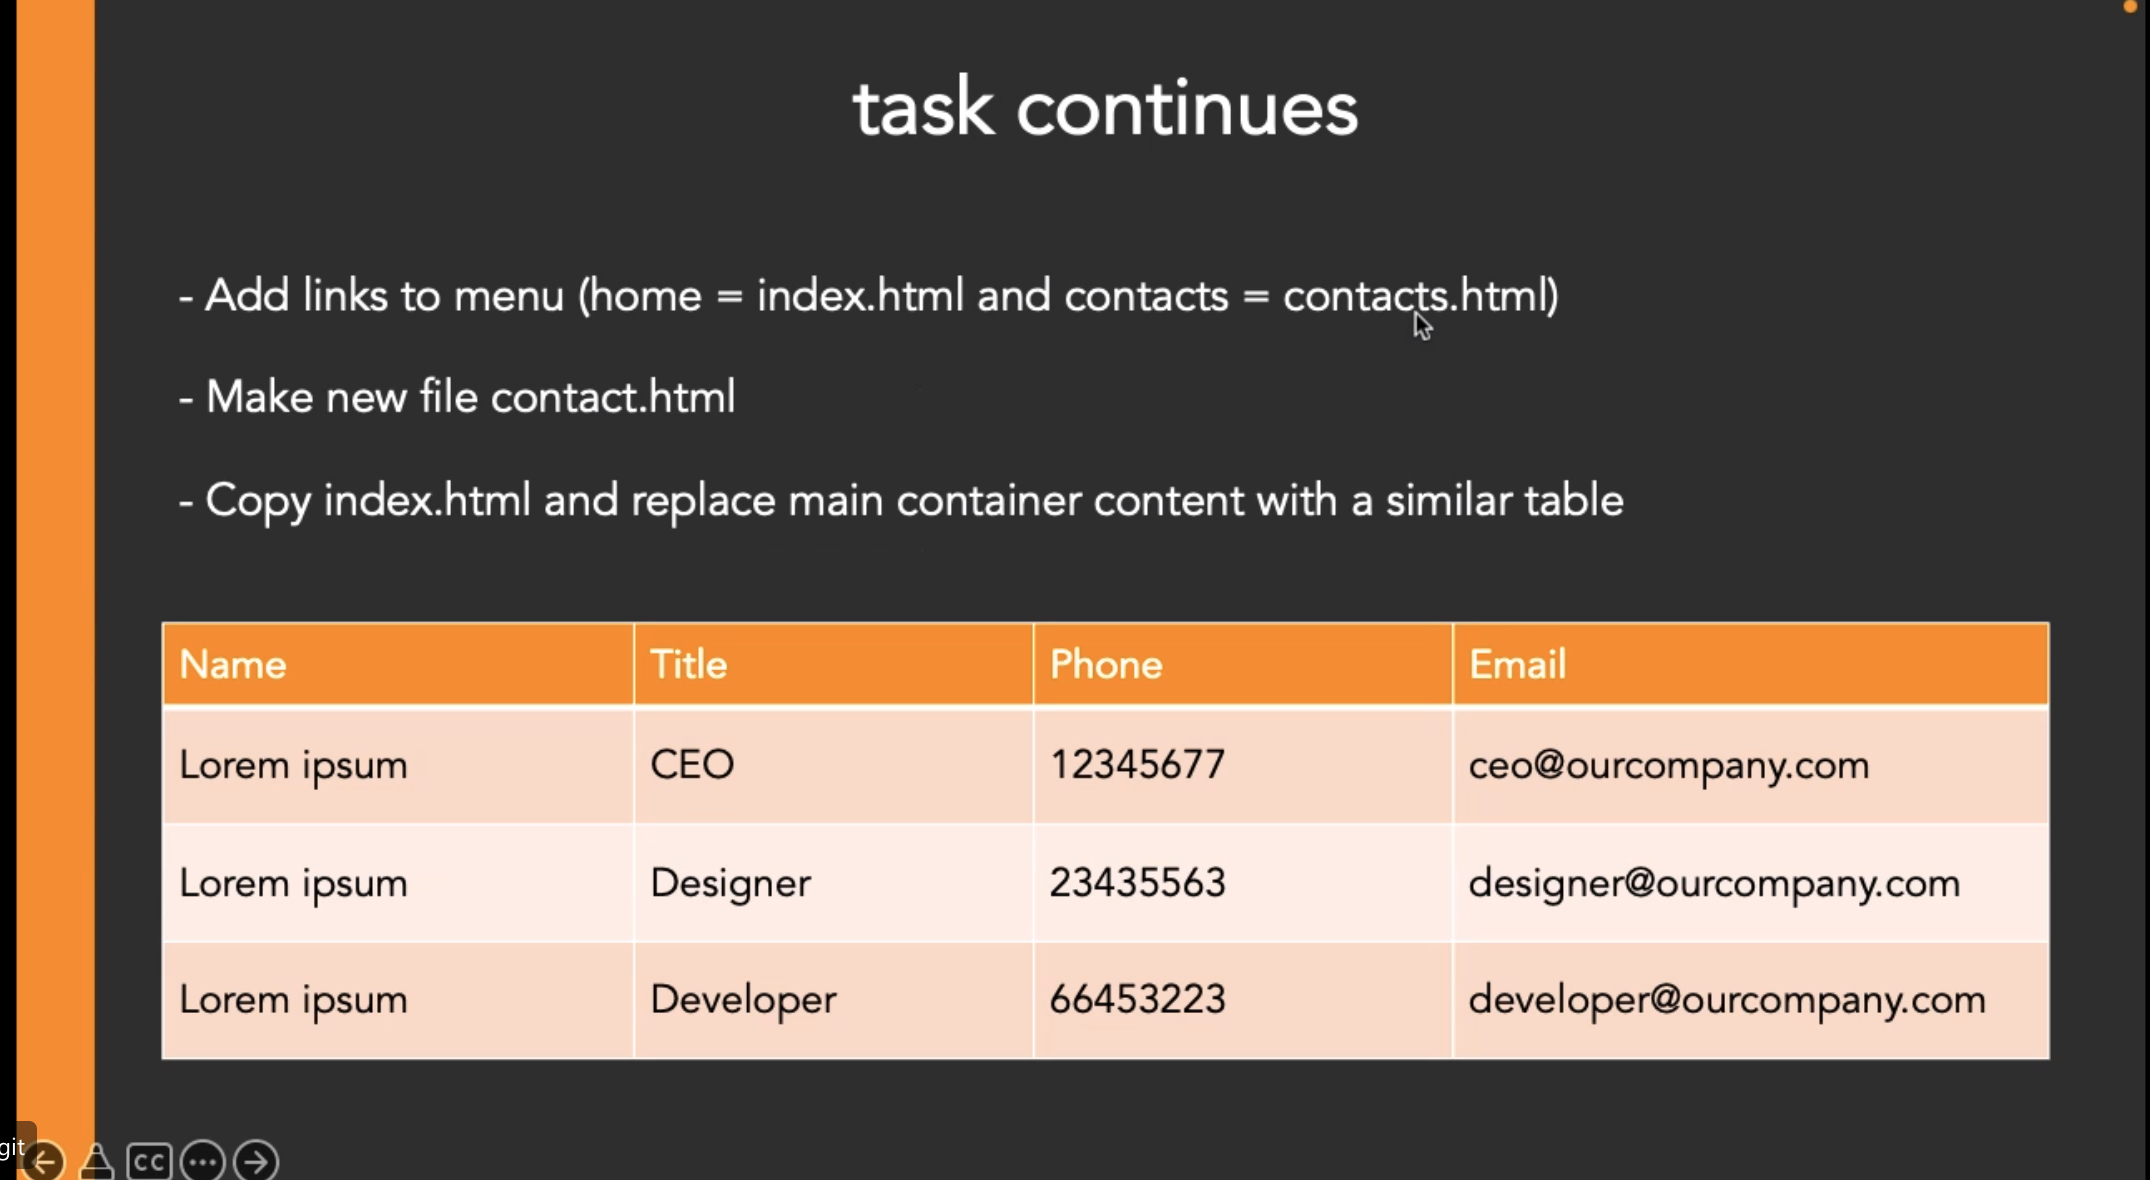 task continues
- Add links to menu (home = index.html and contacts = contacts.html)
- Make new file contact.html
- Copy index.html and replace main container content with a similar table
Name Title Phone Email
Lorem ipsum CEO 12345677 ceo@ourcompany.com
Lorem ipsum Designer 23435563 designer@ourcompany.com
Lorem ipsum Developer 66453223 developer@ourcompany.com
git
CC